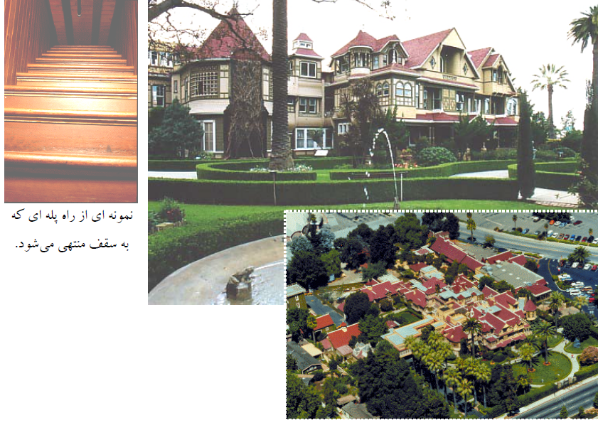 نمونه ای از راه پله ای که
به سقف منتهی می‌شود.